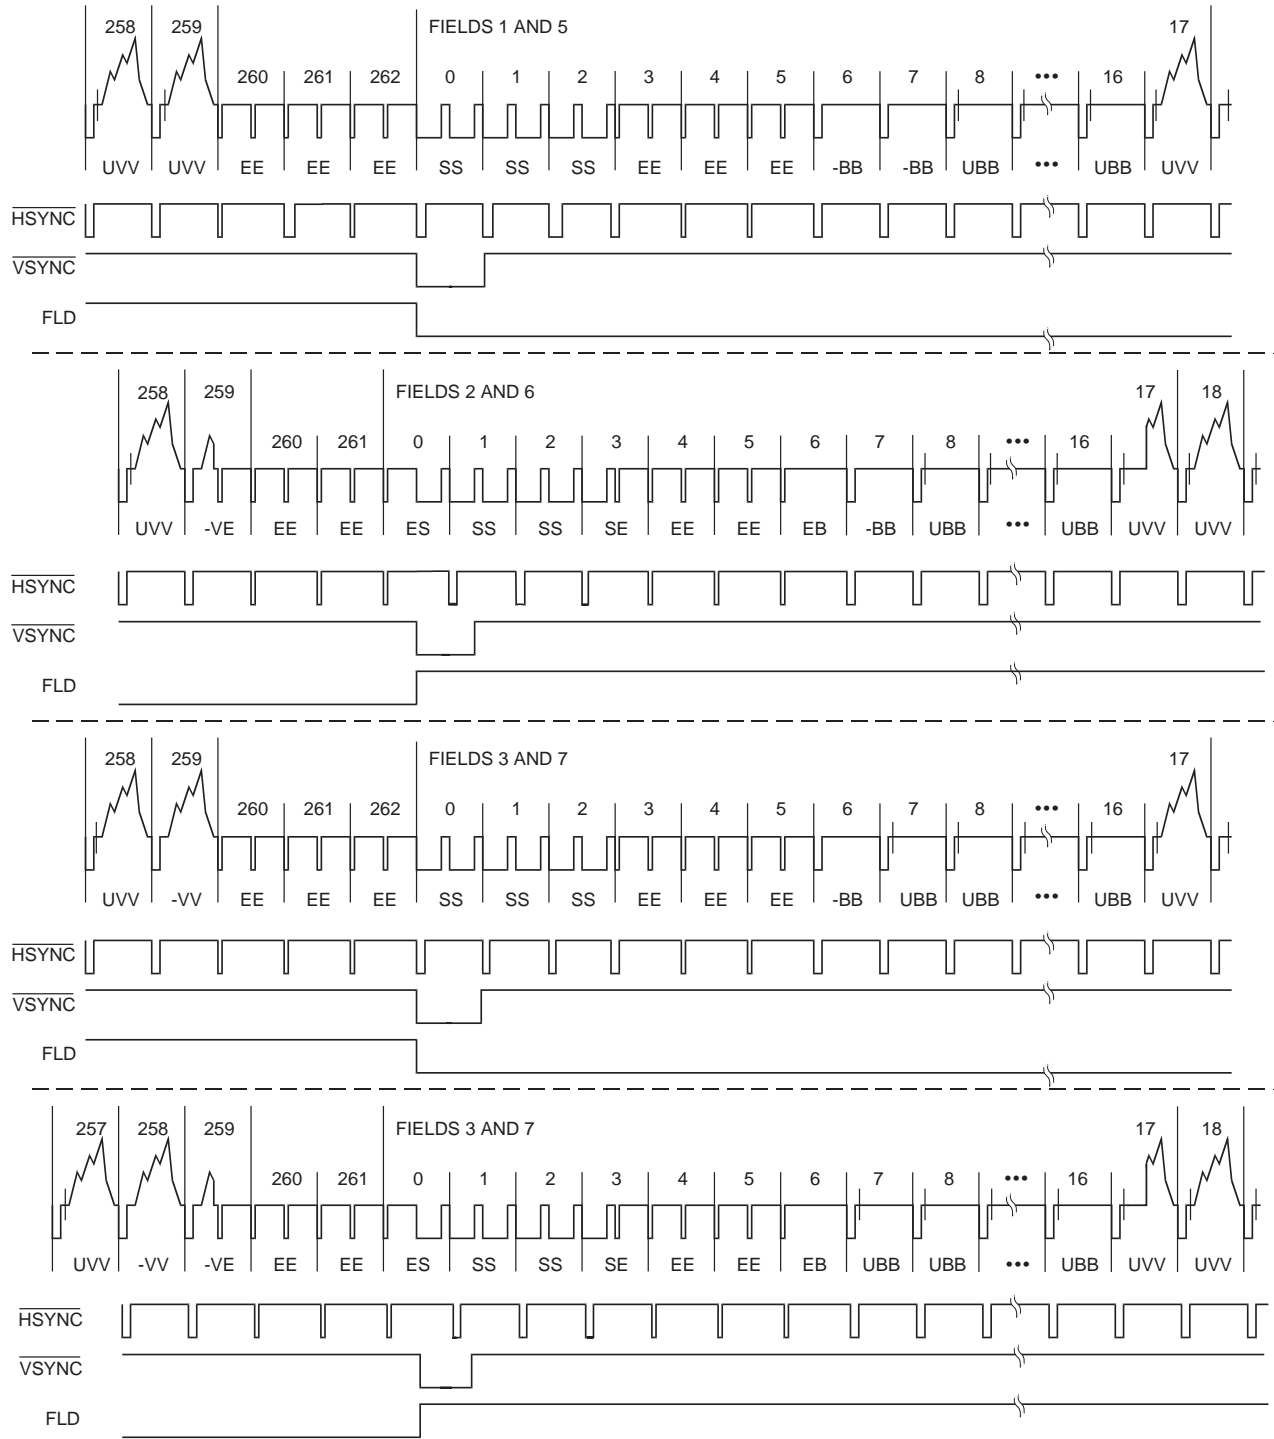 258 259 FIELDS 1 AND 5 17
260 261 262 0 1 2 3 4 5 6 7 8 ••• 16
UVV UVV EE EE EE SS SS SS EE EE EE -BB -BB UBB ••• UBB UVV
HSYNC
VSYNC
FLD
258 259 FIELDS 2 AND 6 17 18
260 261 0 1 2 3 4 5 6 7 8 ••• 16
UVV -VE EE EE ES SS SS SE EE EE EB -BB UBB ••• UBB UVV UVV
HSYNC
VSYNC
FLD
258 259 FIELDS 3 AND 7 17
260 261 262 0 1 2 3 4 5 6 7 8 ••• 16
UVV -VV EE EE EE SS SS SS EE EE EE -BB UBB UBB ••• UBB UVV
HSYNC
VSYNC
FLD
257 258 259 FIELDS 3 AND 7 17 18
260 261 0 1 2 3 4 5 6 7 8 ••• 16
UVV -VV -VE EE EE ES SS SS SE EE EE EB UBB UBB ••• UBB UVV UVV
HSYNC
VSYNC
FLD